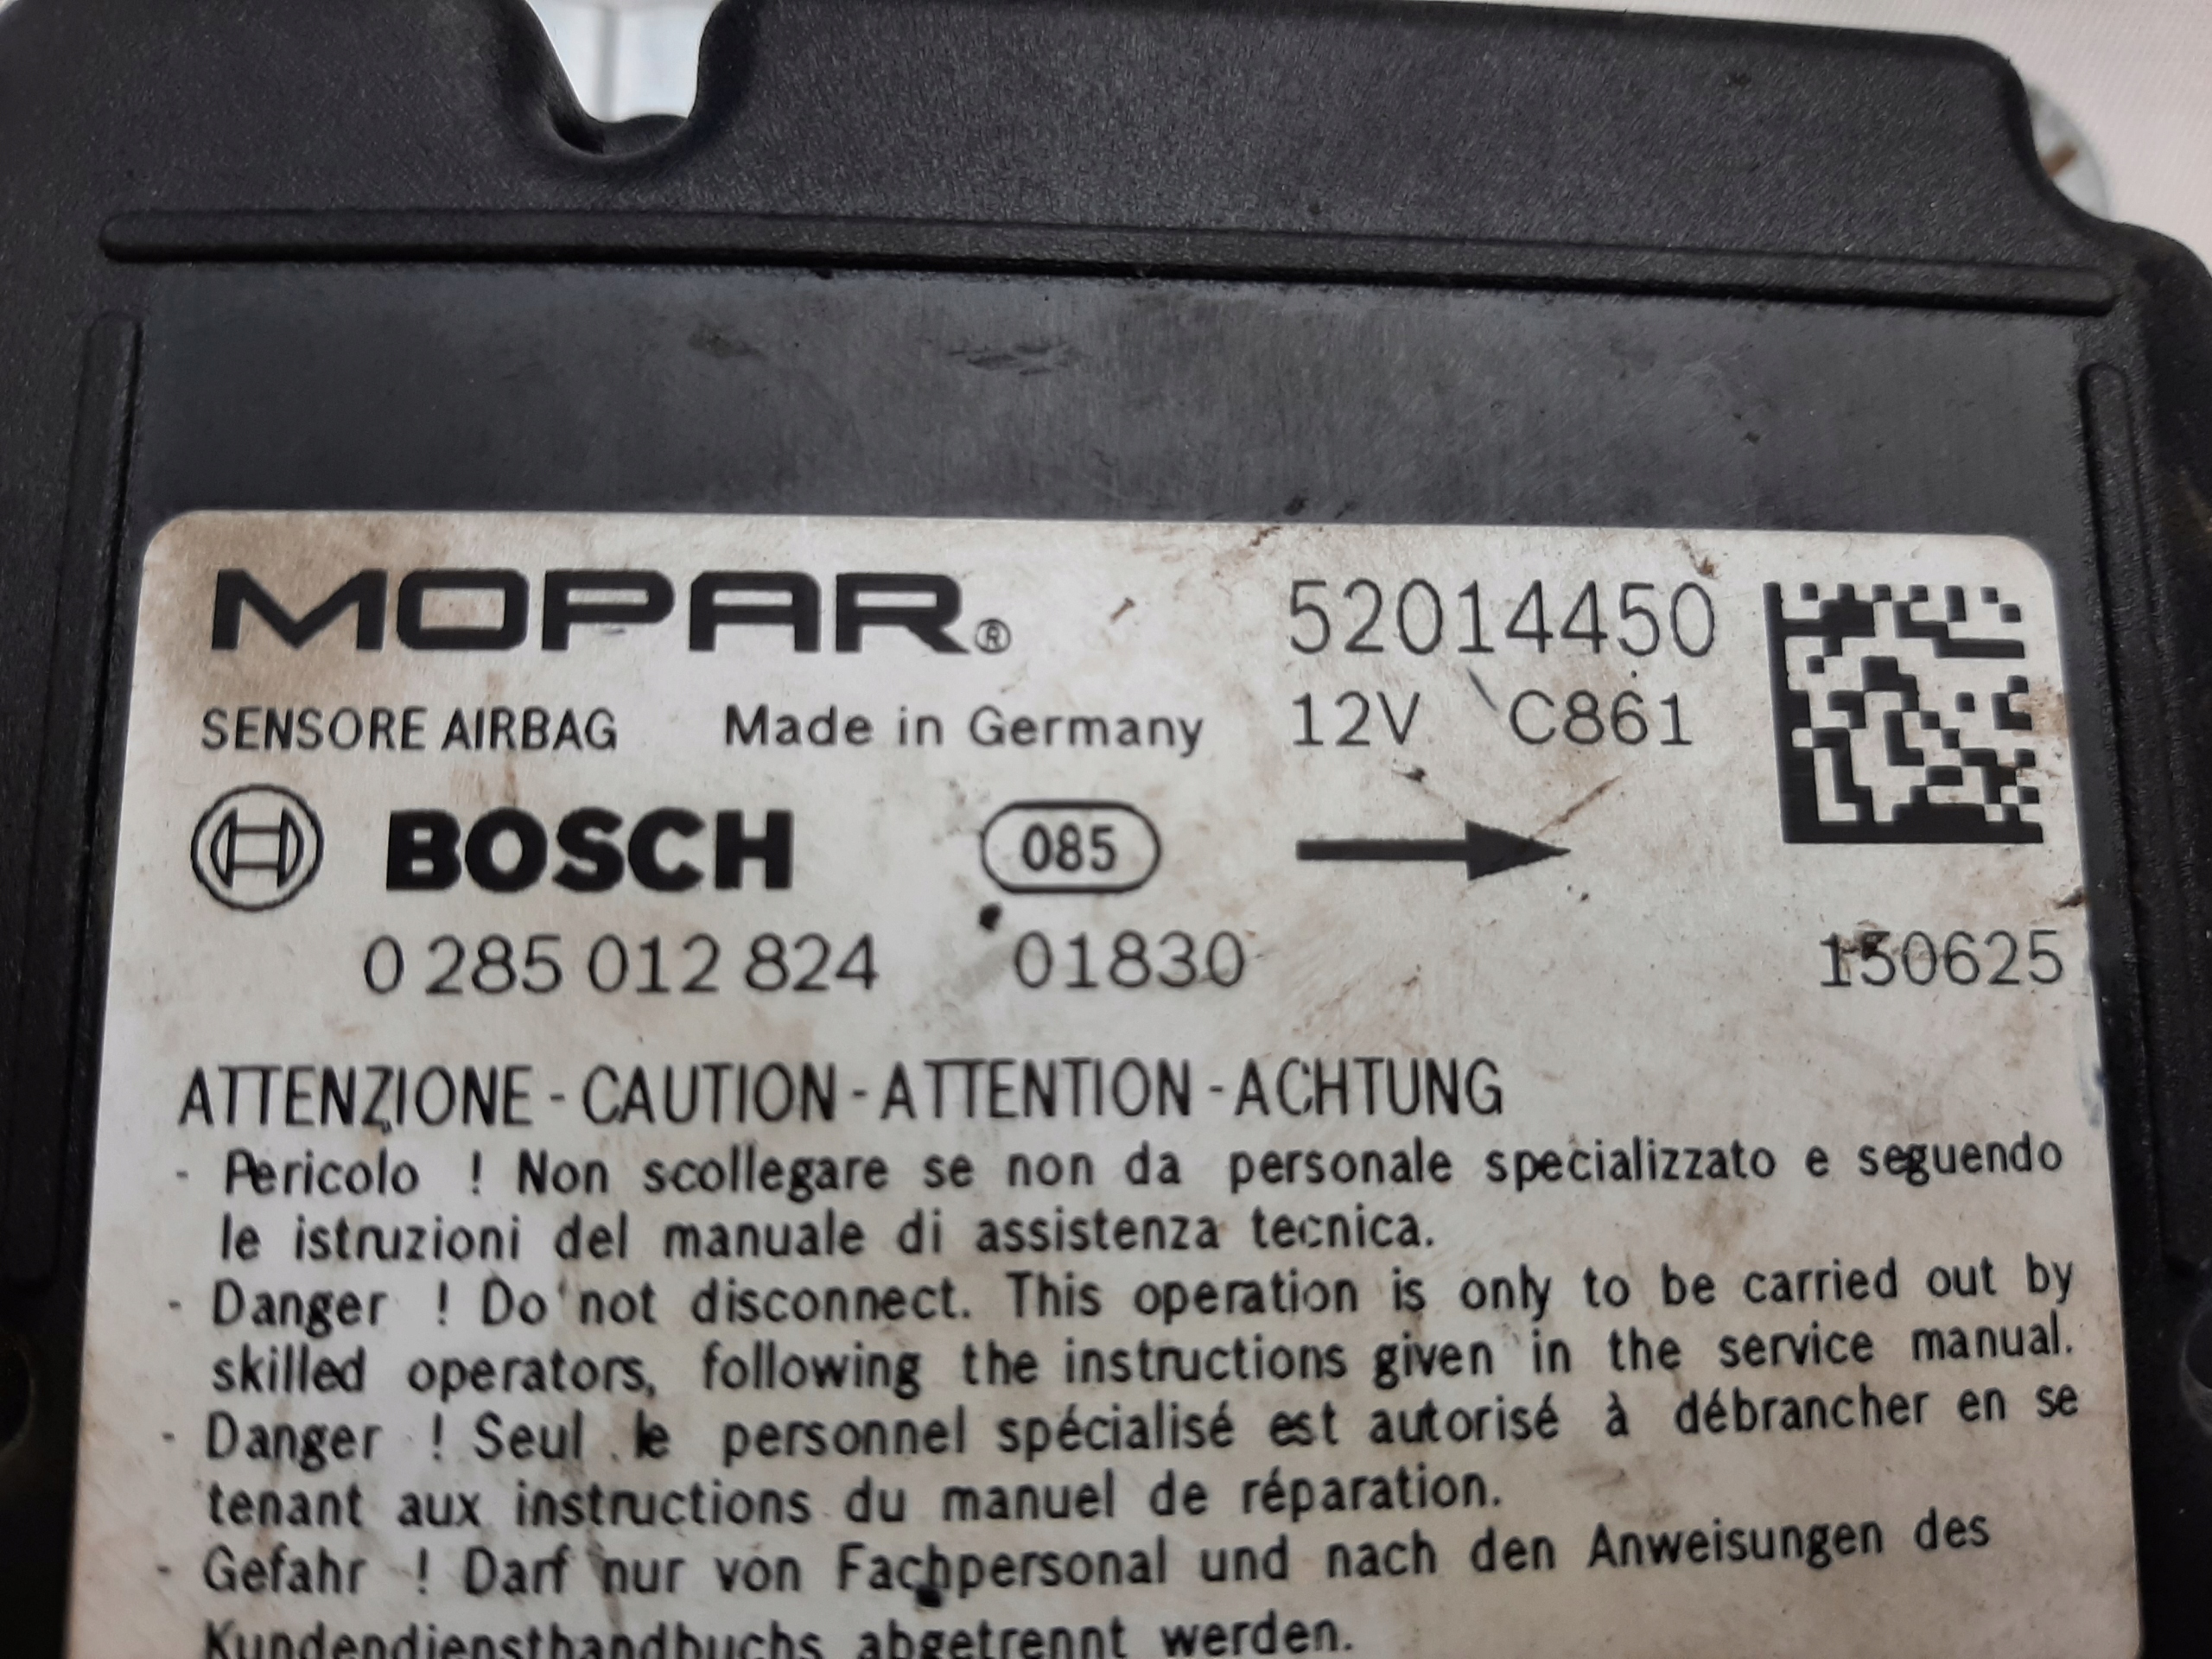 MOPAR® 52014450
SENSORE AIRBAG Made in Germany 12V C861
BOSCH 085
0 285 012 824 01830 150625
ATTENZIONE - CAUTION - ATTENTION - ACHTUNG
- Pericolo ! Non scollegare se non da personale specializzato e seguendo
le istruzioni del manuale di assistenza tecnica.
- Danger ! Do not disconnect. This operation is only to be carried out by
skilled operators, following the instructions given in the service manual.
- Danger ! Seul le personnel spécialisé est autorisé à débrancher en se
tenant aux instructions du manuel de réparation.
- Gefahr ! Darf nur von Fachpersonal und nach den Anweisungen des
Kundendiensthandbuchs abgetrennt werden.